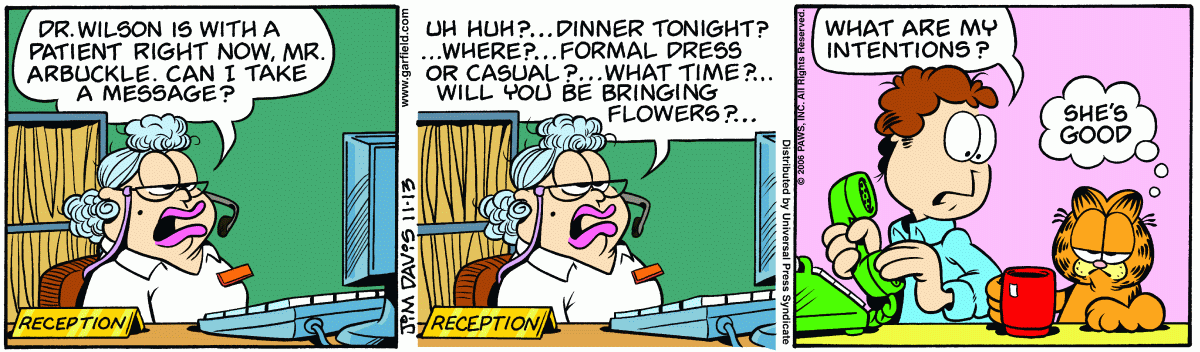 DR. WILSON IS WITH A
PATIENT RIGHT NOW, MR.
ARBUCKLE. CAN I TAKE
A MESSAGE?
RECEPTION
www.garfield.com
JPM DAVIS 11·13
UH HUH?...DINNER TONIGHT?
...WHERE?...FORMAL DRESS
OR CASUAL?...WHAT TIME?...
WILL YOU BE BRINGING
FLOWERS?...
RECEPTION
Distributed by Universal Press Syndicate
© 2006 PAWS, INC. All Rights Reserved.
WHAT ARE MY
INTENTIONS?
SHE'S
GOOD